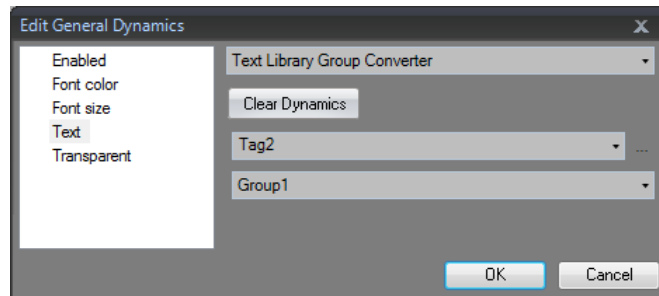 Edit General Dynamics
X
Enabled
Font color
Font size
Text
Transparent
Text Library Group Converter
Clear Dynamics
Tag2
...
Group1
OK
Cancel